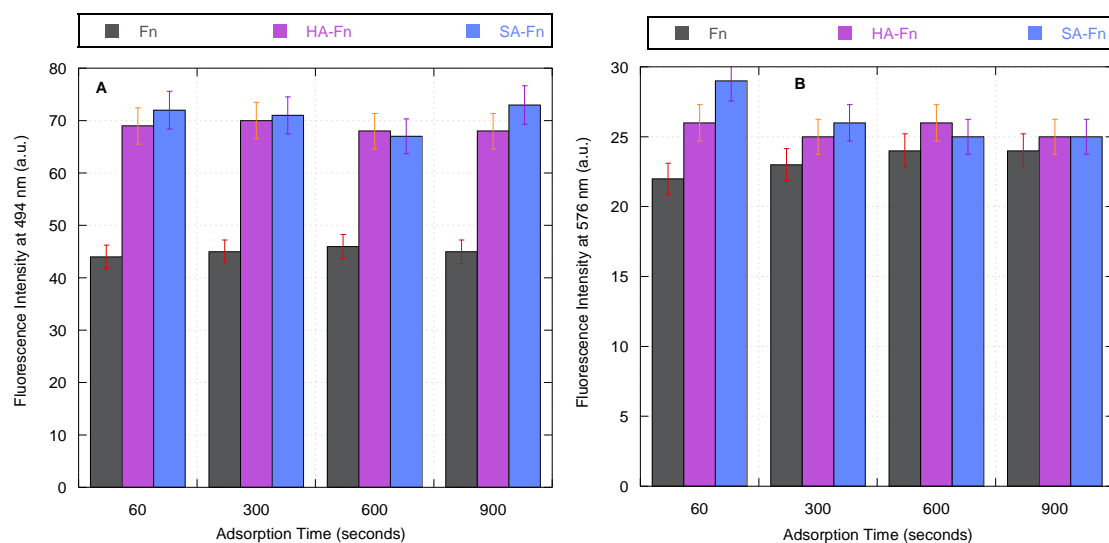 Fn HA-Fn SA-Fn
A
Fluorescence Intensity at 494 nm (a.u.)
80
70
60
50
40
30
20
10
0
60 300 600 900
Adsorption Time (seconds)
Fn HA-Fn SA-Fn
B
Fluorescence Intensity at 576 nm (a.u.)
30
25
20
15
10
5
0
60 300 600 900
Adsorption Time (seconds)